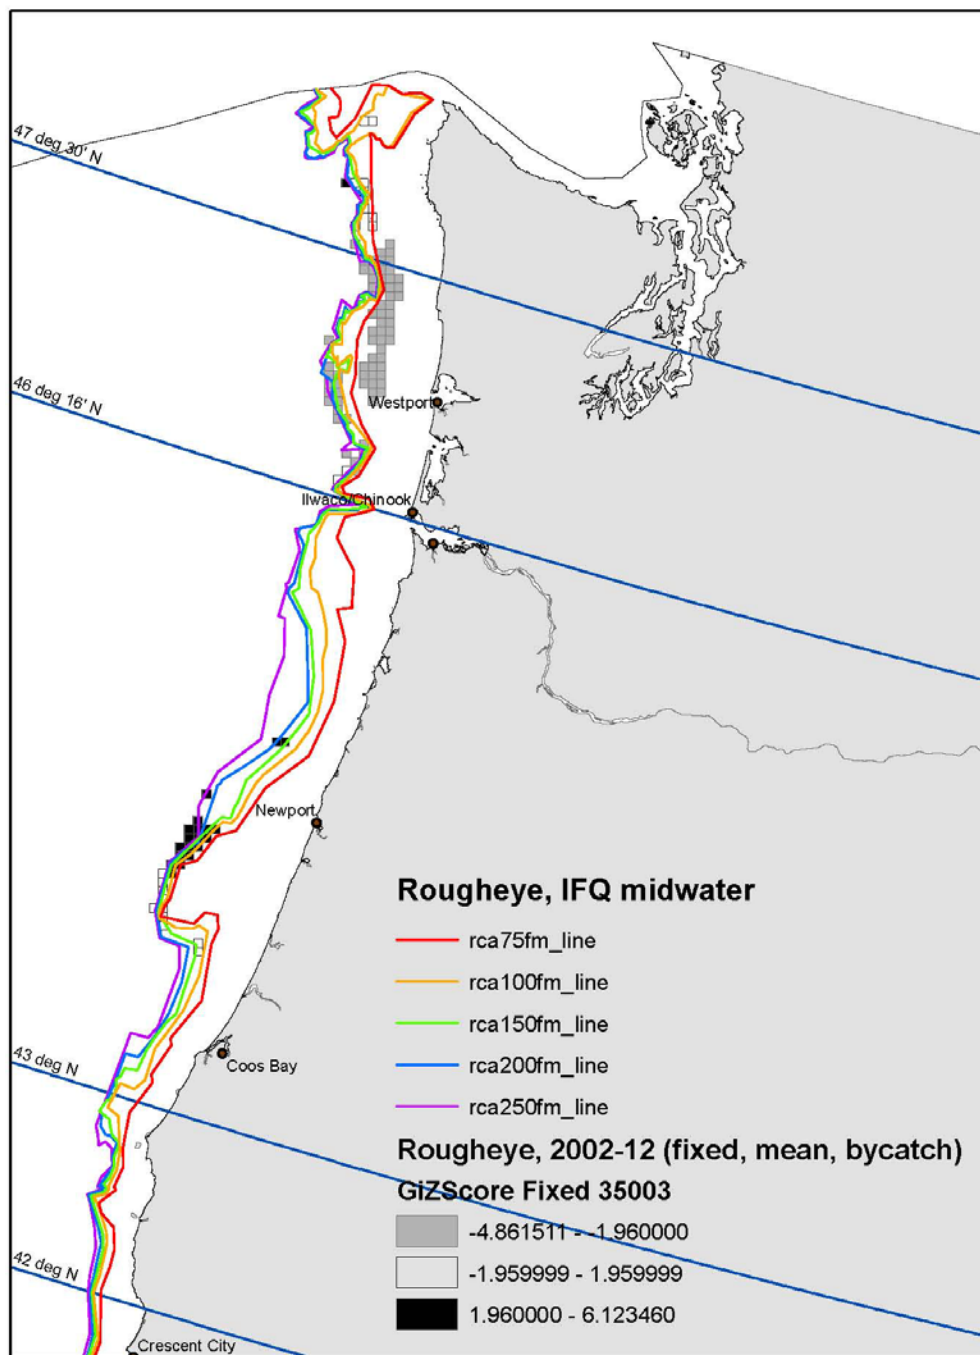 47 deg 30' N
46 deg 16' N
Westport
Ilwaco/Chinook
Newport
Rougheye, IFQ midwater
rca75fm_line
rca100fm_line
rca150fm_line
rca200fm_line
rca250fm_line
Coos Bay
43 deg N
Rougheye, 2002-12 (fixed, mean, bycatch)
GiZScore Fixed 35003
-4.861511 - -1.960000
-1.959999 - 1.959999
1.960000 - 6.123460
42 deg N
Crescent City